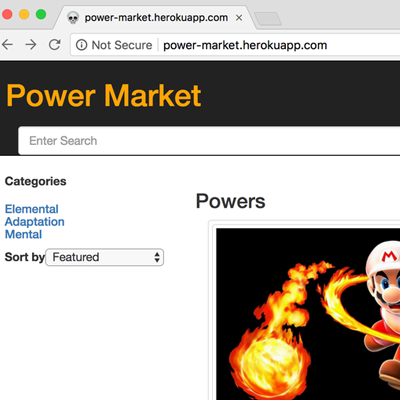 power-market.herokuapp.com
Not Secure power-market.herokuapp.com
Power Market
Enter Search
Categories
Elemental
Adaptation
Mental
Sort by Featured
Powers
M